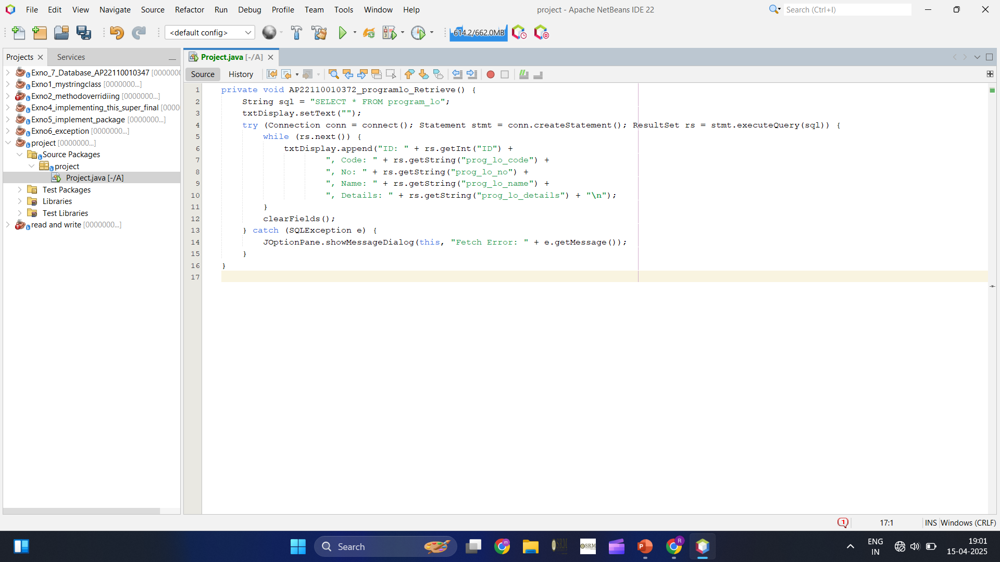 File Edit View Navigate Source Refactor Run Debug Profile Team Tools Window Help
project - Apache NetBeans IDE 22
Search (Ctrl+I)
<default config>
614.2/662.0MB
Projects
Services
Exno_7_Database_AP22110010347 [0000000
Exno1_mystringclass [0000000...]
Exno2_methodoverridiing [0000000...]
Exno4_implementing_this_super_final [0000
Exno5_implement_package [0000000...]
Exno6_exception [0000000...]
project [0000000...]
Source Packages
project
Project.java [-/A]
Test Packages
Libraries
Test Libraries
read and write [0000000...]
Project.java [-/A]
Source History
1 private void AP22110010372_programlo_Retrieve() {
2 String sql = "SELECT * FROM program_lo";
3 txtDisplay.setText("");
4 try (Connection conn = connect(); Statement stmt = conn.createStatement(); ResultSet rs = stmt.executeQuery(sql)) {
5 while (rs.next()) {
6 txtDisplay.append("ID: " + rs.getInt("ID") +
7 ", Code: " + rs.getString("prog_lo_code") +
8 ", No: " + rs.getString("prog_lo_no") +
9 ", Name: " + rs.getString("prog_lo_name") +
10 ", Details: " + rs.getString("prog_lo_details") + "\n");
11 }
12 clearFields();
13 } catch (SQLException e) {
14 JOptionPane.showMessageDialog(this, "Fetch Error: " + e.getMessage());
15 }
16 }
17
1
17:1
INS
Windows (CRLF)
Search
SRM
SRM
ENG
IN
19:01
15-04-2025